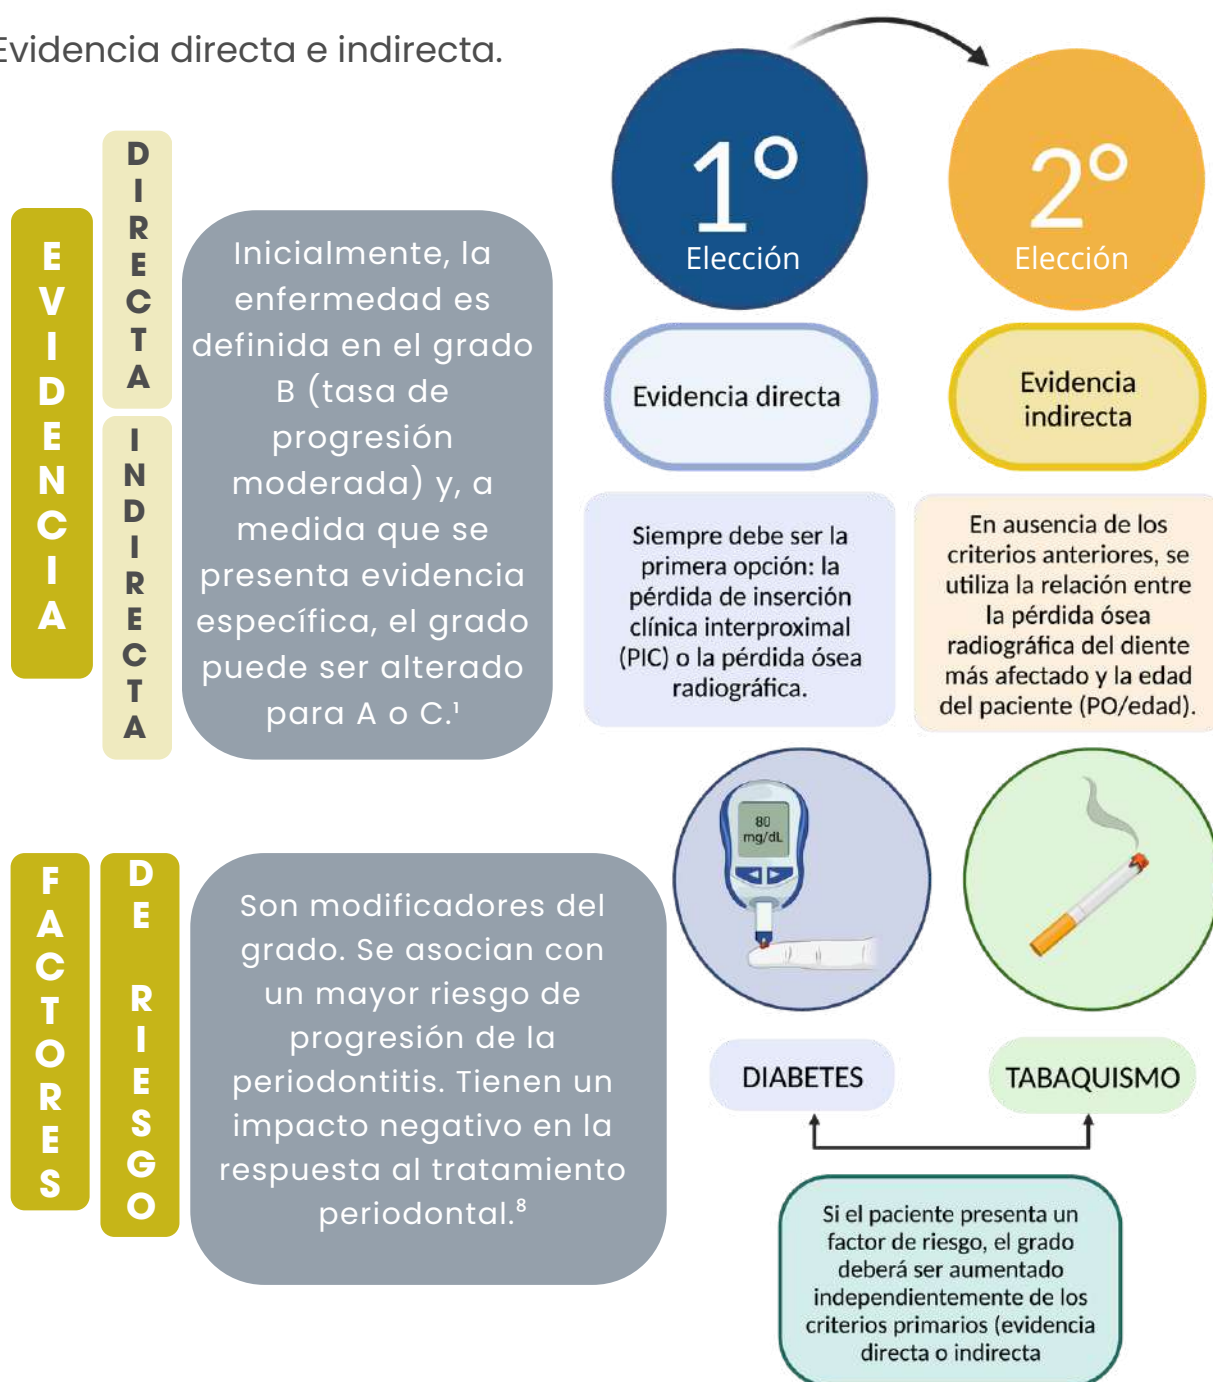 Evidencia directa e indirecta.
EVIDENCIA
DIRECTA
INDIRECTA
Inicialmente, la
enfermedad es
definida en el grado
B (tasa de
progresión
moderada) y, a
medida que se
presenta evidencia
específica, el grado
puede ser alterado
para A o C.¹
1°
Elección
2°
Elección
Evidencia directa
Evidencia
indirecta
Siempre debe ser la
primera opción: la
pérdida de inserción
clínica interproximal
(PIC) o la pérdida ósea
radiográfica.
En ausencia de los
criterios anteriores, se
utiliza la relación entre
la pérdida ósea
radiográfica del diente
más afectado y la edad
del paciente (PO/edad).
FACTORES
DE RIESGO
Son modificadores del
grado. Se asocian con
un mayor riesgo de
progresión de la
periodontitis. Tienen un
impacto negativo en la
respuesta al tratamiento
periodontal.⁸
80
mg/dL
DIABETES
TABAQUISMO
Si el paciente presenta un
factor de riesgo, el grado
deberá ser aumentado
independientemente de los
criterios primarios (evidencia
directa o indirecta